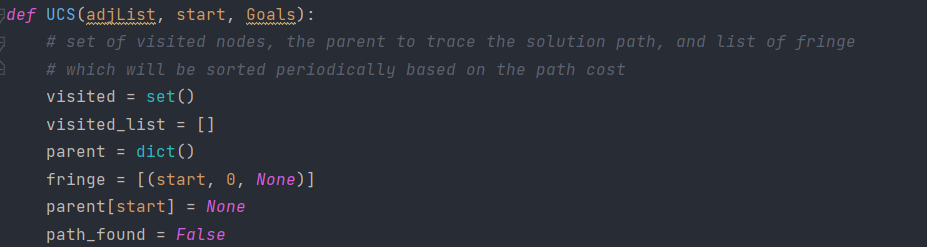 def UCS(adjList, start, Goals):
    # set of visited nodes, the parent to trace the solution path, and list of fringe
    # which will be sorted periodically based on the path cost
    visited = set()
    visited_list = []
    parent = dict()
    fringe = [(start, 0, None)]
    parent[start] = None
    path_found = False